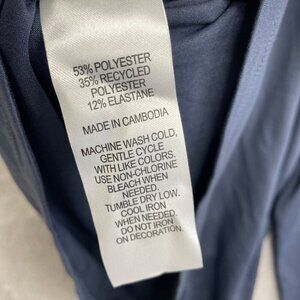 53% POLYESTER
35% RECYCLED
POLYESTER
12% ELASTANE
MADE IN CAMBODIA
MACHINE WASH COLD,
GENTLE CYCLE
WITH LIKE COLORS.
USE NON-CHLORINE
BLEACH WHEN
NEEDED.
TUMBLE DRY LOW.
COOL IRON
WHEN NEEDED.
DO NOT IRON
ON DECORATION.